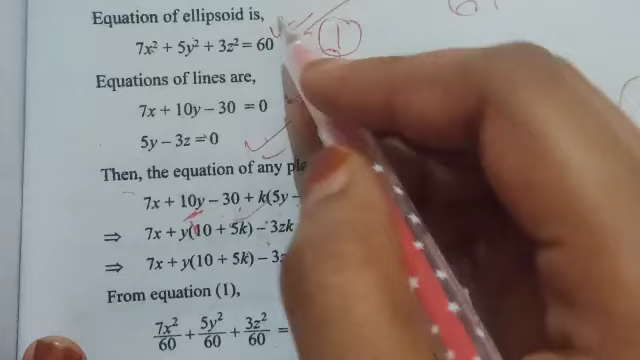 Equation of ellipsoid is,
7x² + 5y² + 3z² = 60
①
Equations of lines are,
7x + 10y – 30 = 0
5y – 3z = 0
Then, the equation of any
7x + 10y – 30 + k(5y –
⇒ 7x + y(10 + 5k) – 3zk
⇒ 7x + y(10 + 5k) – 3
From equation (1),
7x²/60 + 5y²/60 + 3z²/60 =